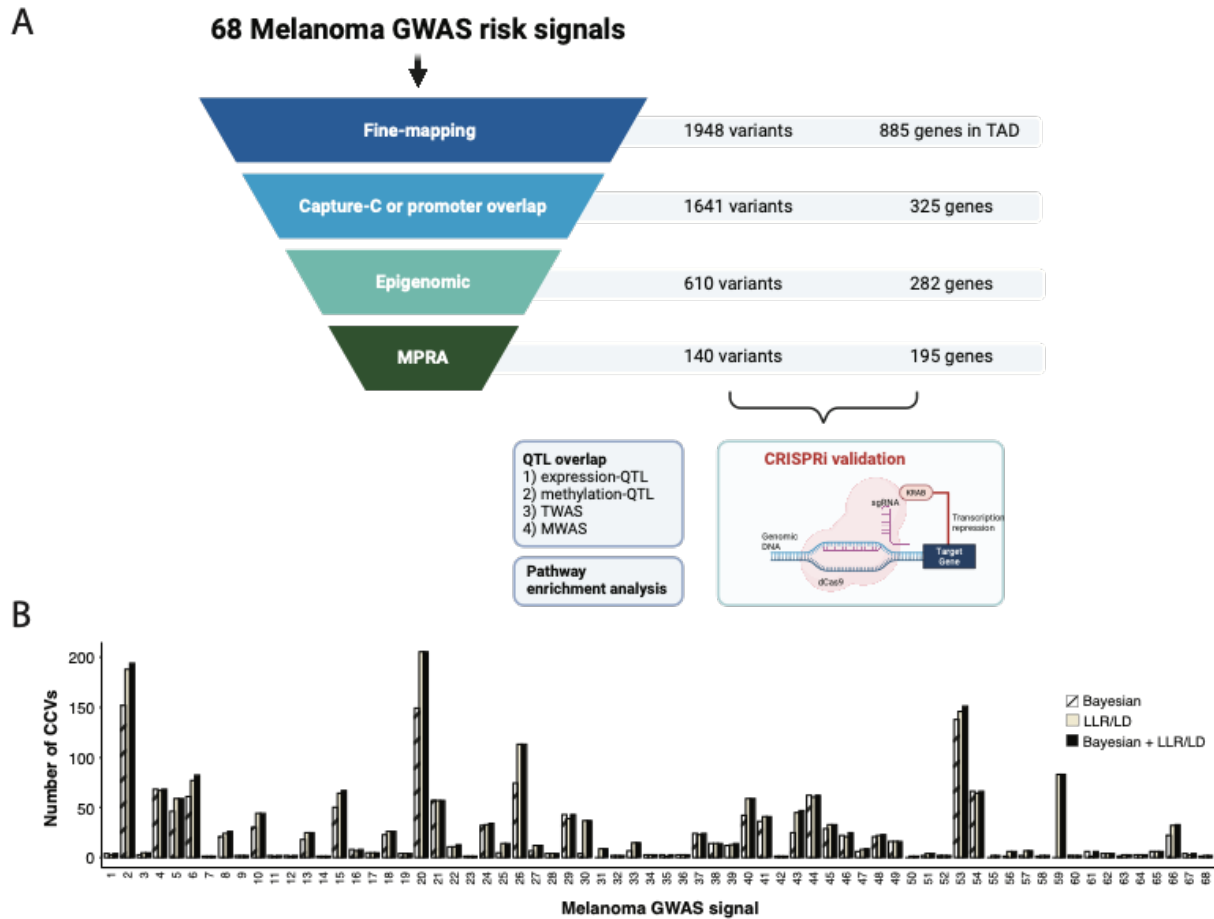 A
68 Melanoma GWAS risk signals
Fine-mapping 1948 variants 885 genes in TAD
Capture-C or promoter overlap 1641 variants 325 genes
Epigenomic 610 variants 282 genes
MPRA 140 variants 195 genes
QTL overlap
1) expression-QTL
2) methylation-QTL
3) TWAS
4) MWAS
Pathway
enrichment analysis
CRISPRi validation
KRAB
sgRNA
Transcription
repression
Genomic
DNA
Target
Gene
dCas9
B
Number of CCVs
200
150
100
50
0
Bayesian
LLR/LD
Bayesian + LLR/LD
1 2 3 4 5 6 7 8 9 10 11 12 13 14 15 16 17 18 19 20 21 22 23 24 25 26 27 28 29 30 31 32 33 34 35 36 37 38 39 40 41 42 43 44 45 46 47 48 49 50 51 52 53 54 55 56 57 58 59 60 61 62 63 64 65 66 67 68
Melanoma GWAS signal